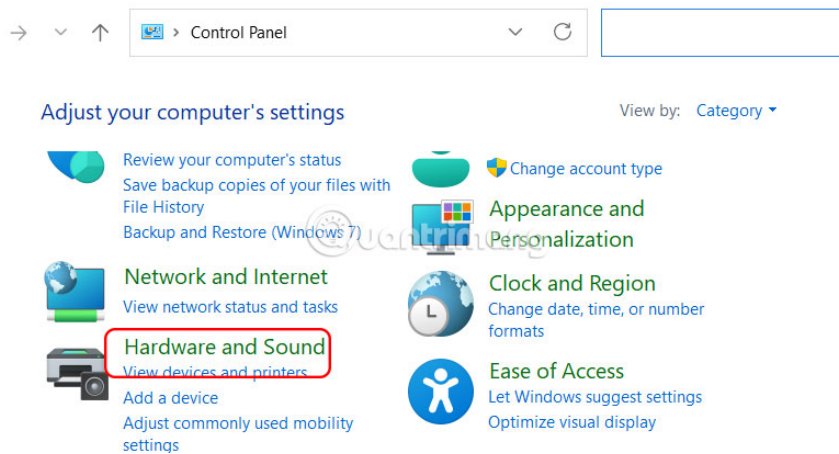 Control Panel
Adjust your computer's settings
View by: Category
Review your computer's status
Save backup copies of your files with
File History
Backup and Restore (Windows 7)
Network and Internet
View network status and tasks
Hardware and Sound
View devices and printers
Add a device
Adjust commonly used mobility
settings
Change account type
Appearance and
Personalization
Clock and Region
Change date, time, or number
formats
Ease of Access
Let Windows suggest settings
Optimize visual display
Quantrimang